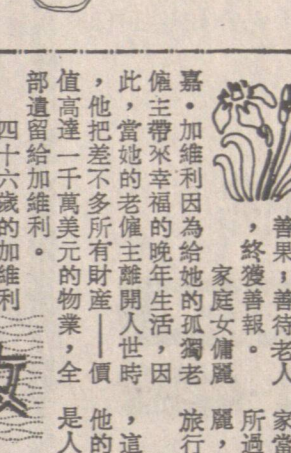 善果；善待老人
，終獲善報。
家庭女傭麗
嘉·加維利因為給她的孤獨老
僱主帶來幸福的晚年生活，因
此，當她的老僱主離開人世時
，他把差不多所有財產——價
值高達一千萬美元的物業，全
部遺留給加維利。
四十六歲的加維利
家當
所過
麗，
旅行
，這
他的
是人